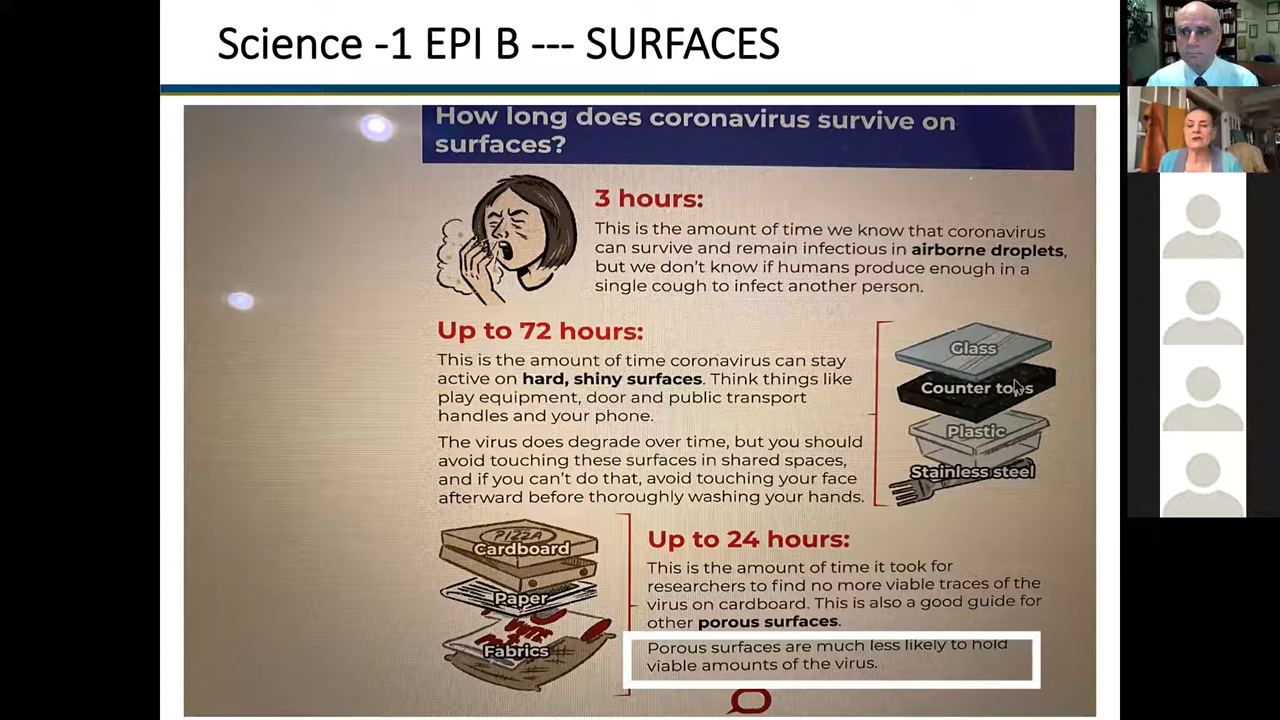 Science -1 EPI B --- SURFACES
How long does coronavirus survive on
surfaces?
3 hours:
This is the amount of time we know that coronavirus
can survive and remain infectious in airborne droplets,
but we don't know if humans produce enough in a
single cough to infect another person.
Up to 72 hours:
This is the amount of time coronavirus can stay
active on hard, shiny surfaces. Think things like
play equipment, door and public transport
handles and your phone.
The virus does degrade over time, but you should
avoid touching these surfaces in shared spaces,
and if you can't do that, avoid touching your face
afterward before thoroughly washing your hands.
Glass
Counter tops
Plastic
Stainless steel
PIZZA
Cardboard
Paper
Fabrics
Up to 24 hours:
This is the amount of time it took for
researchers to find no more viable traces of the
virus on cardboard. This is also a good guide for
other porous surfaces.
Porous surfaces are much less likely to hold
viable amounts of the virus.